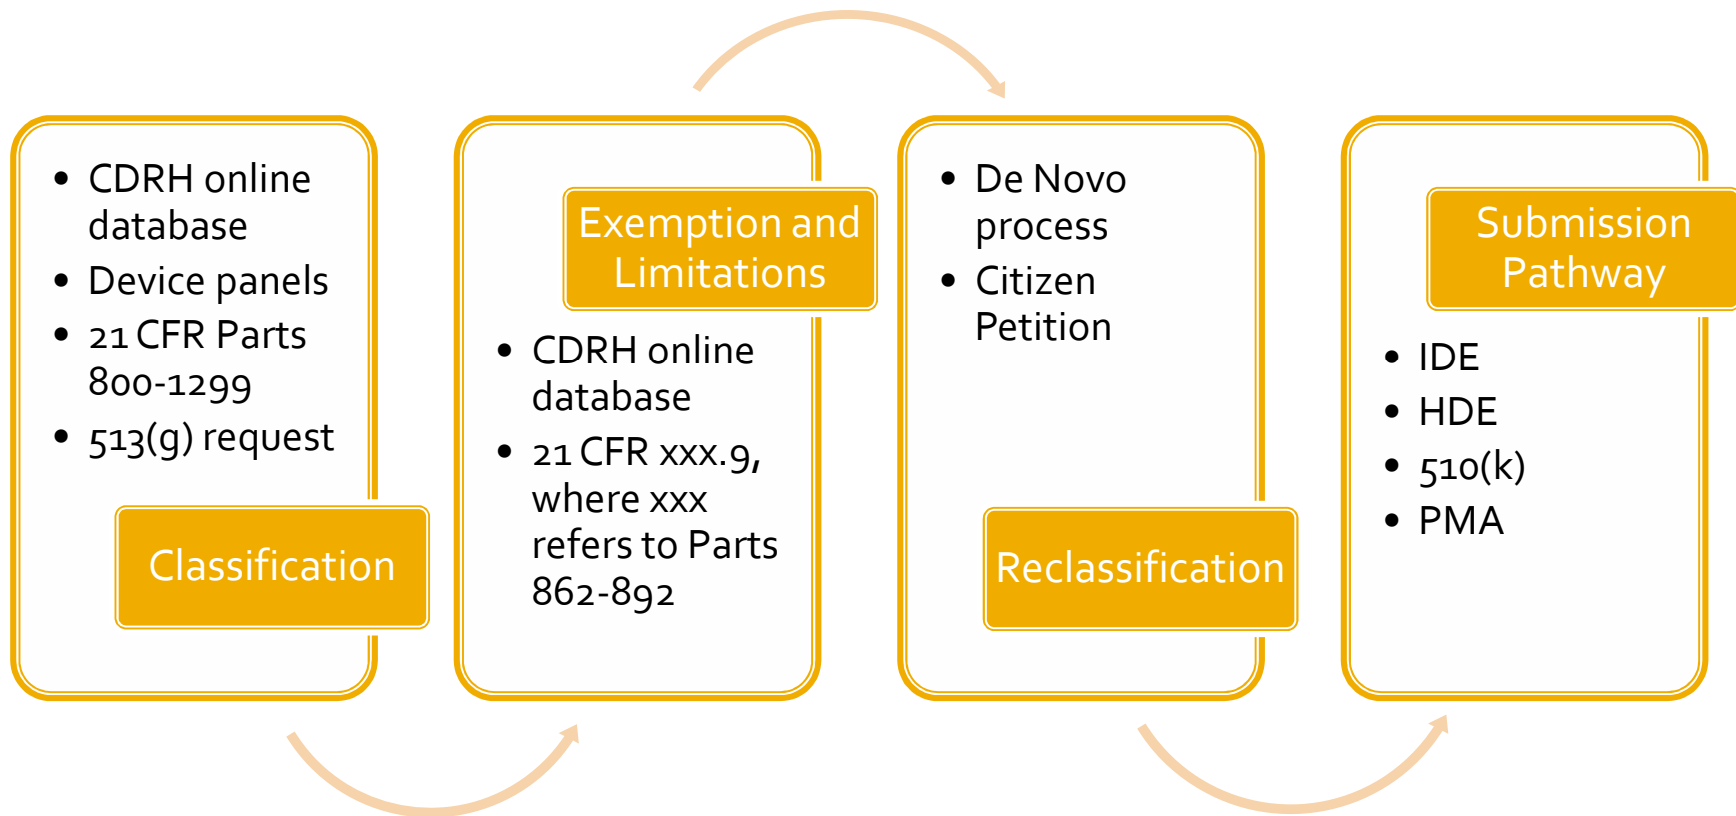 • CDRH online
database
• Device panels
• 21 CFR Parts
800-1299
• 513(g) request
Classification
Exemption and
Limitations
• CDRH online
database
• 21 CFR xxx.9,
where xxx
refers to Parts
862-892
• De Novo
process
• Citizen
Petition
Reclassification
Submission
Pathway
• IDE
• HDE
• 510(k)
• PMA